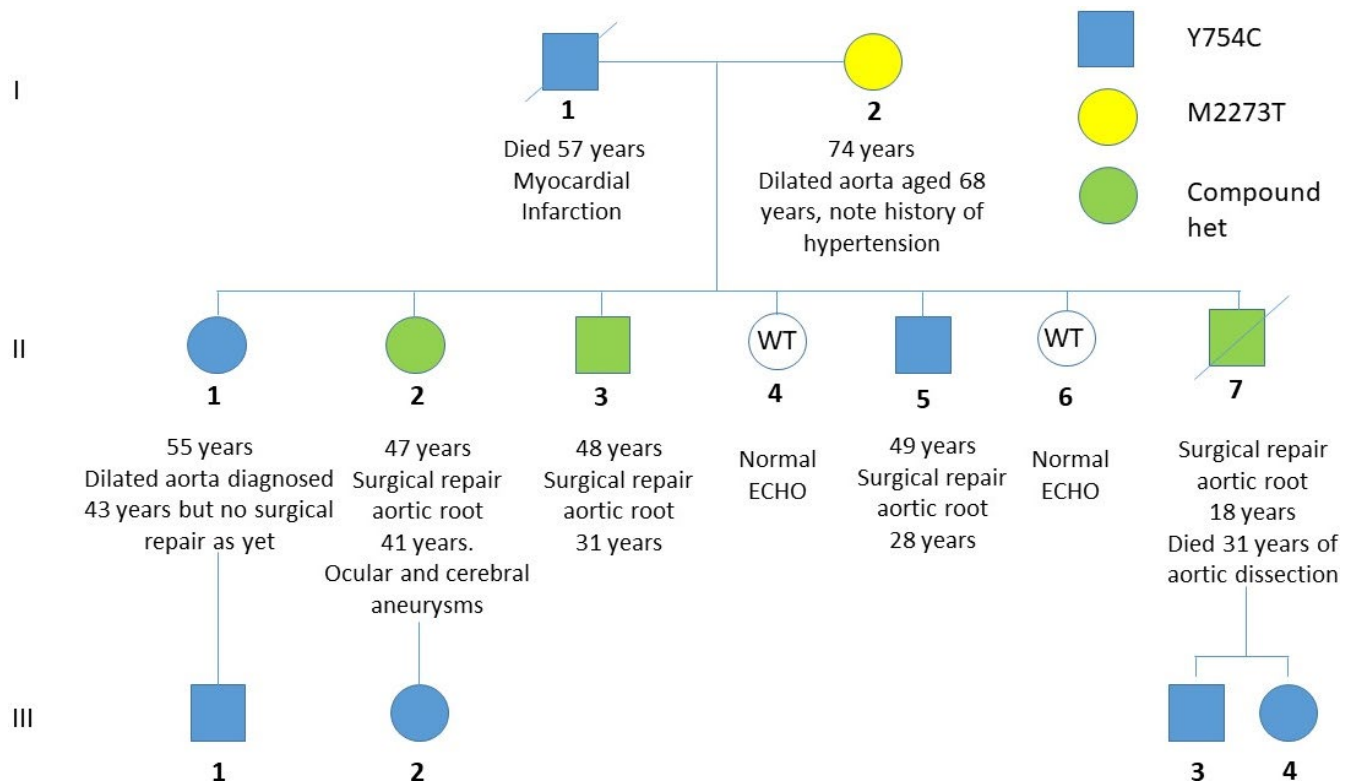 I
1
Died 57 years
Myocardial
Infarction
2
74 years
Dilated aorta aged 68
years, note history of
hypertension
Y754C
M2273T
Compound
het
II
1
55 years
Dilated aorta diagnosed
43 years but no surgical
repair as yet
2
47 years
Surgical repair
aortic root
41 years.
Ocular and cerebral
aneurysms
3
48 years
Surgical repair
aortic root
31 years
WT
4
Normal
ECHO
5
49 years
Surgical repair
aortic root
28 years
WT
6
Normal
ECHO
7
Surgical repair
aortic root
18 years
Died 31 years of
aortic dissection
III
1
2
3
4